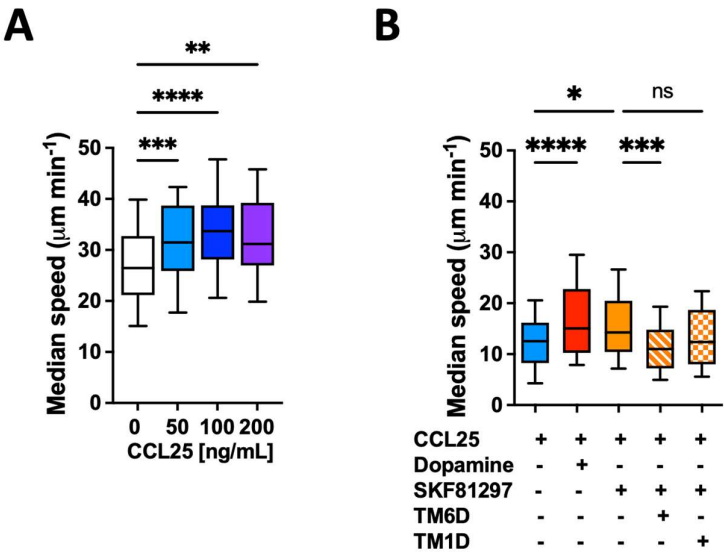 A
**
****
***
Median speed (μm min-1)
50
40
30
20
10
0
0 50 100 200
CCL25 [ng/mL]
B
* ns
**** ***
Median speed (μm min-1)
50
40
30
20
10
0
CCL25 + + + + +
Dopamine - + - - -
SKF81297 - - + + +
TM6D - - - + -
TM1D - - - - +